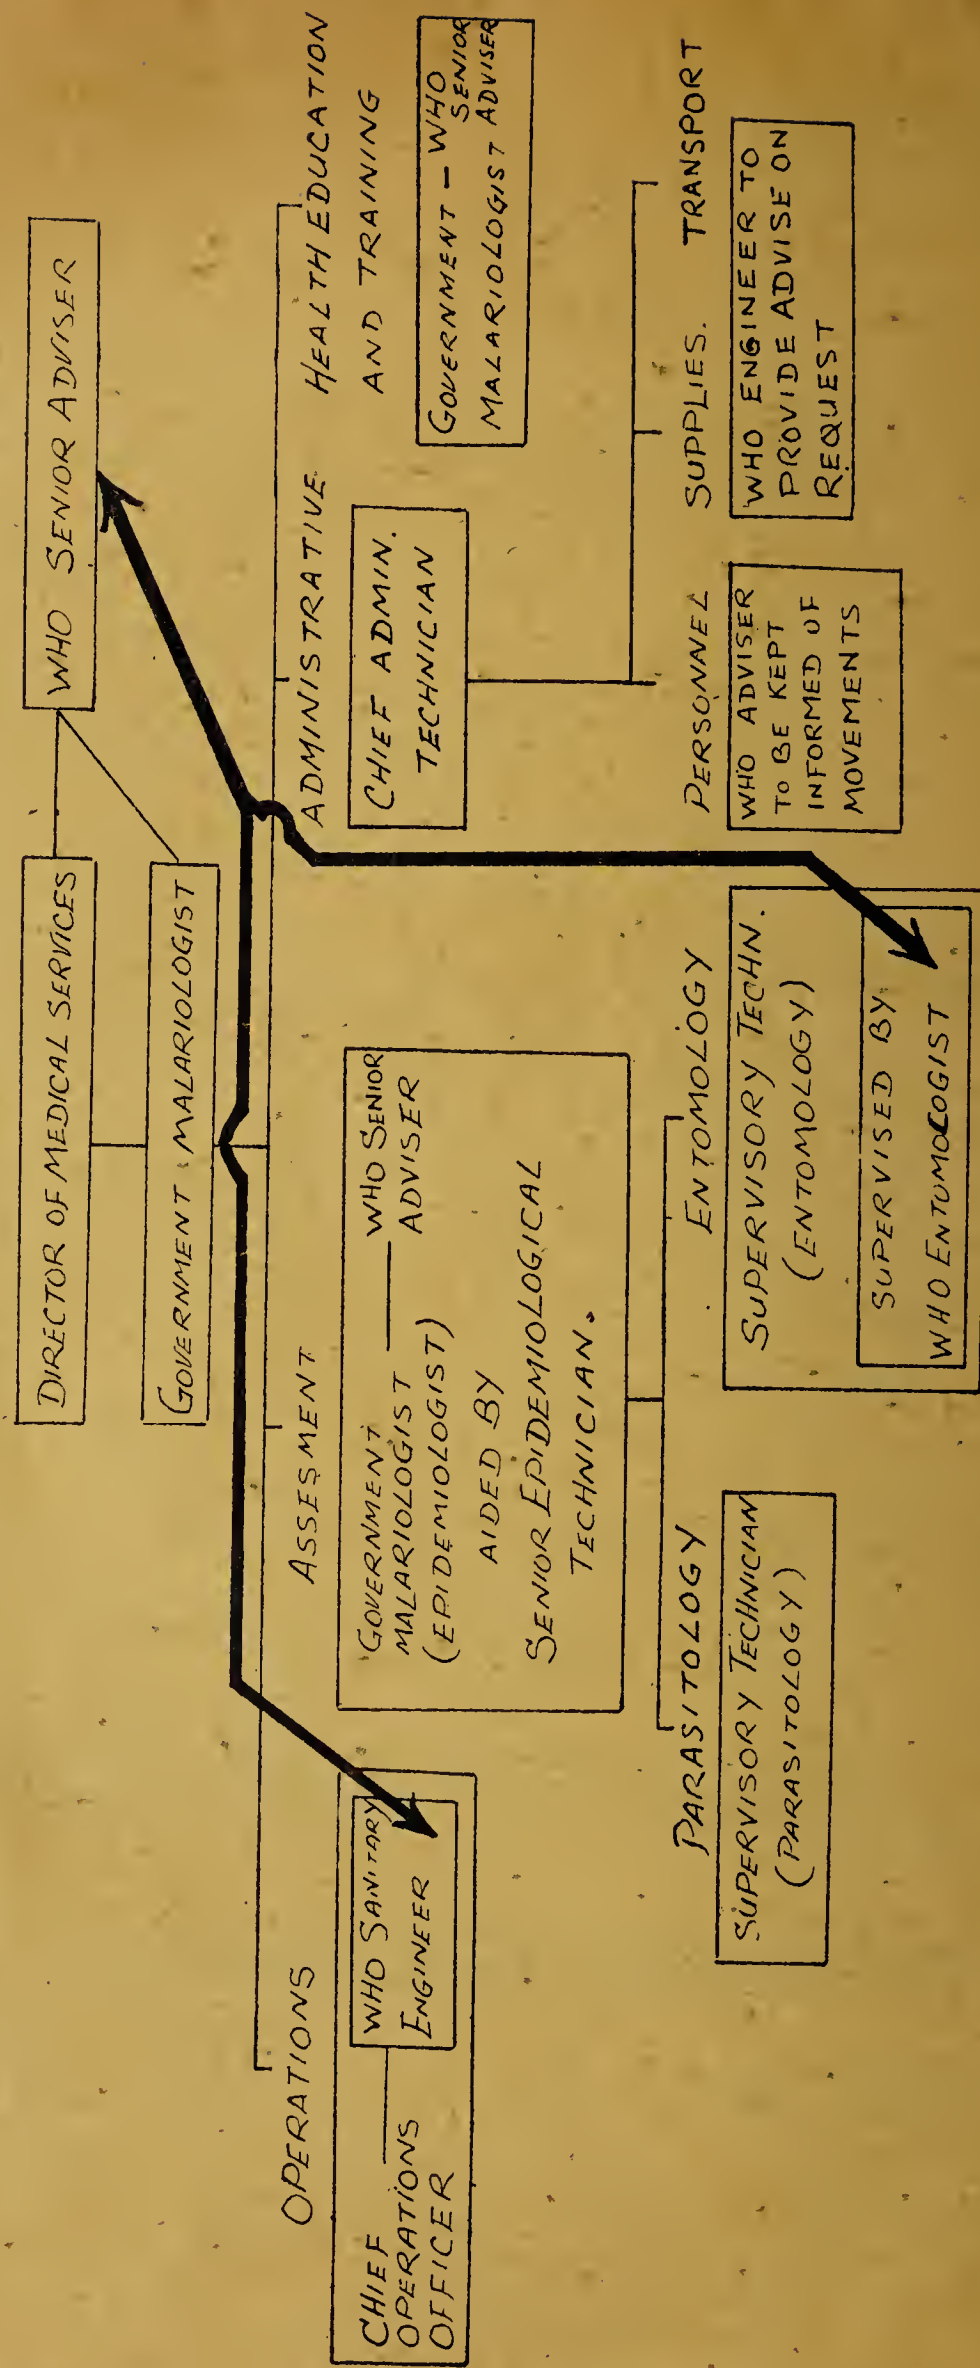 DIRECTOR OF MEDICAL SERVICES
WHO SENIOR ADVISER
GOVERNMENT MALARIOLOGIST
OPERATIONS
CHIEF
OPERATIONS
OFFICER
WHO SANITARY
ENGINEER
ASSESMENT
GOVERNMENT
MALARIOLOGIST
(EPIDEMIOLOGIST)
WHO SENIOR
ADVISER
AIDED BY
SENIOR EPIDEMIOLOGICAL
TECHNICIAN.
PARASITOLOGY
SUPERVISORY TECHNICIAN
(PARASITOLOGY)
ENTOMOLOGY
SUPERVISORY TECHN.
(ENTOMOLOGY)
SUPERVISED BY
WHO ENTOMOLOGIST
ADMINISTRATIVE
CHIEF ADMIN.
TECHNICIAN
PERSONNEL
WHO ADVISER
TO BE KEPT
INFORMED OF
MOVEMENTS
SUPPLIES. TRANSPORT
WHO ENGINEER TO
PROVIDE ADVISE ON
REQUEST
HEALTH EDUCATION
AND TRAINING
GOVERNMENT – WHO
SENIOR
MALARIOLOGIST ADVISER